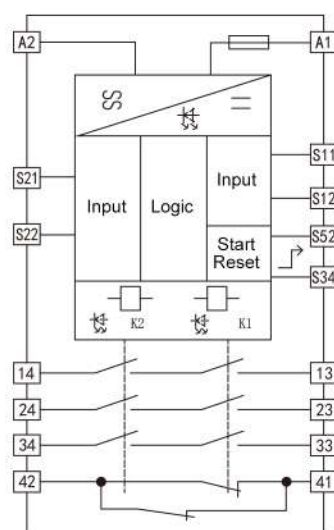 A2 A1
S11
S21 Input
Input Logic S12
S22 S52
Start
Reset S34
K2 K1
14 13
24 23
34 33
42 41